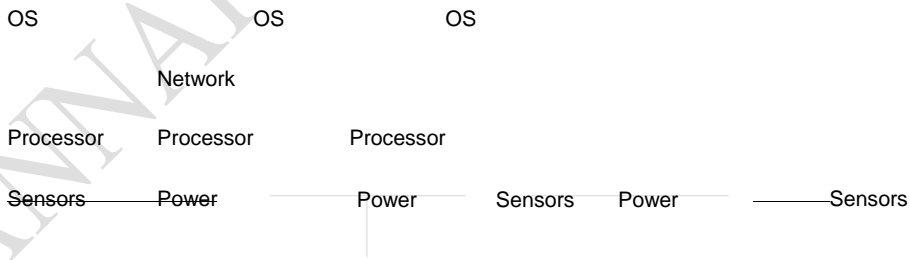 OS OS OS
Network
Processor Processor Processor
Sensors Power Power Sensors Power Sensors